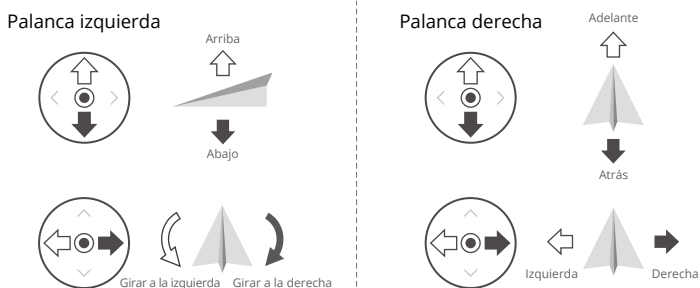 Palanca izquierda
Arriba
Abajo
Girar a la izquierda
Girar a la derecha
Palanca derecha
Adelante
Atrás
Izquierda
Derecha